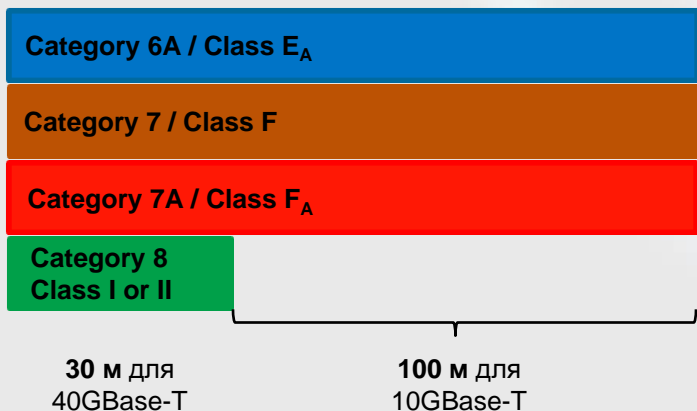 Category 6A / Class EA
Category 7 / Class F
Category 7A / Class FA
Category 8
Class I or II
30 м для
40GBase-T
100 м для
10GBase-T